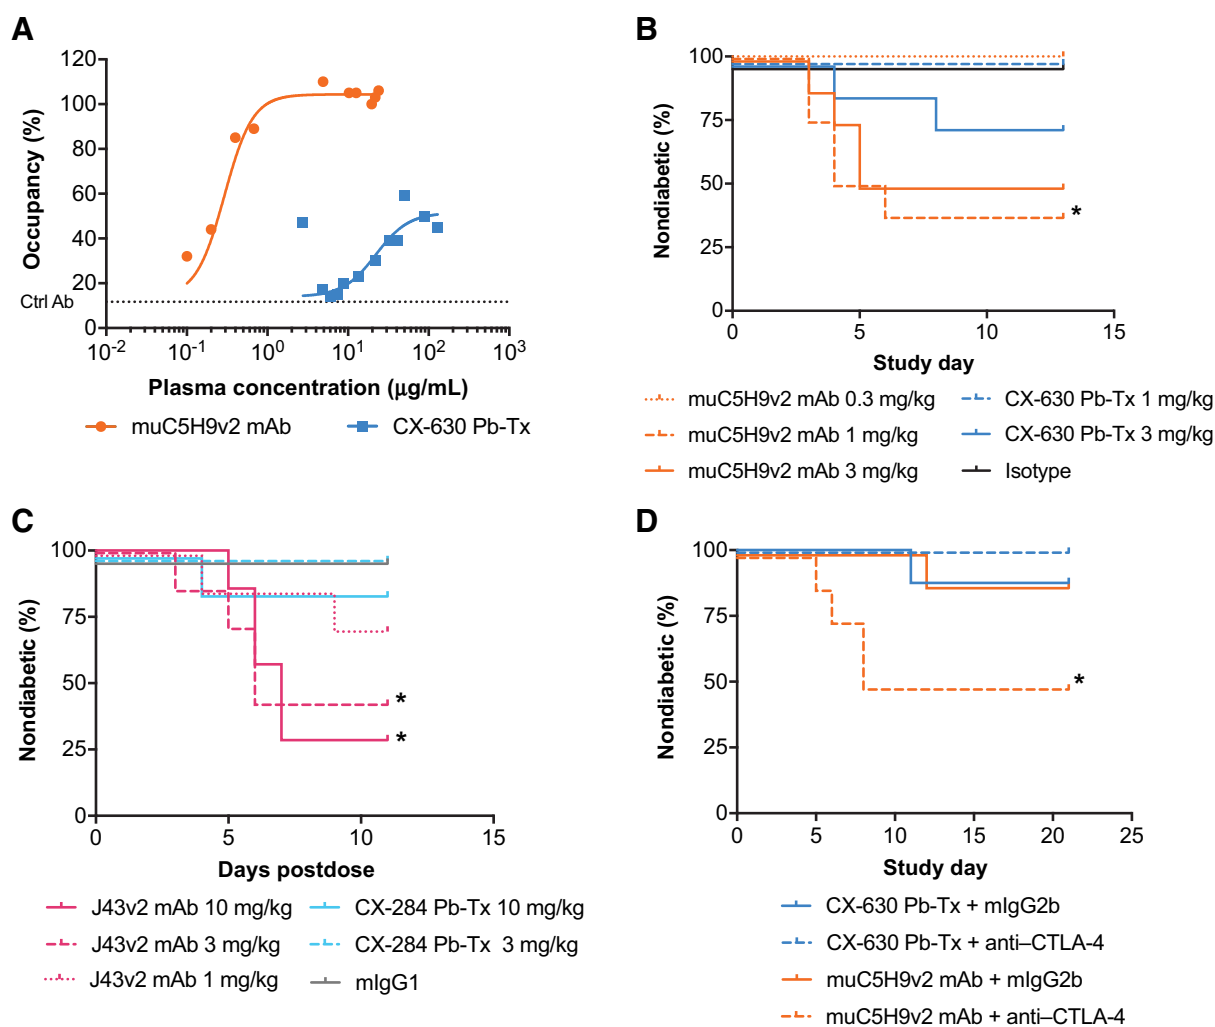 A
120
100
80
60
40
20
0
Occupancy (%)
Ctrl Ab
10-2 10-1 100 101 102 103
Plasma concentration (μg/mL)
muC5H9v2 mAb CX-630 Pb-Tx
B
100
75
50
25
0
Nondiabetic (%)
0 5 10 15
Study day
*
muC5H9v2 mAb 0.3 mg/kg CX-630 Pb-Tx 1 mg/kg
muC5H9v2 mAb 1 mg/kg CX-630 Pb-Tx 3 mg/kg
muC5H9v2 mAb 3 mg/kg Isotype
C
100
75
50
25
0
Nondiabetic (%)
0 5 10 15
Days postdose
*
*
J43v2 mAb 10 mg/kg CX-284 Pb-Tx 10 mg/kg
J43v2 mAb 3 mg/kg CX-284 Pb-Tx 3 mg/kg
J43v2 mAb 1 mg/kg mIgG1
D
100
75
50
25
0
Nondiabetic (%)
0 5 10 15 20 25
Study day
*
CX-630 Pb-Tx + mIgG2b
CX-630 Pb-Tx + anti–CTLA-4
muC5H9v2 mAb + mIgG2b
muC5H9v2 mAb + anti–CTLA-4